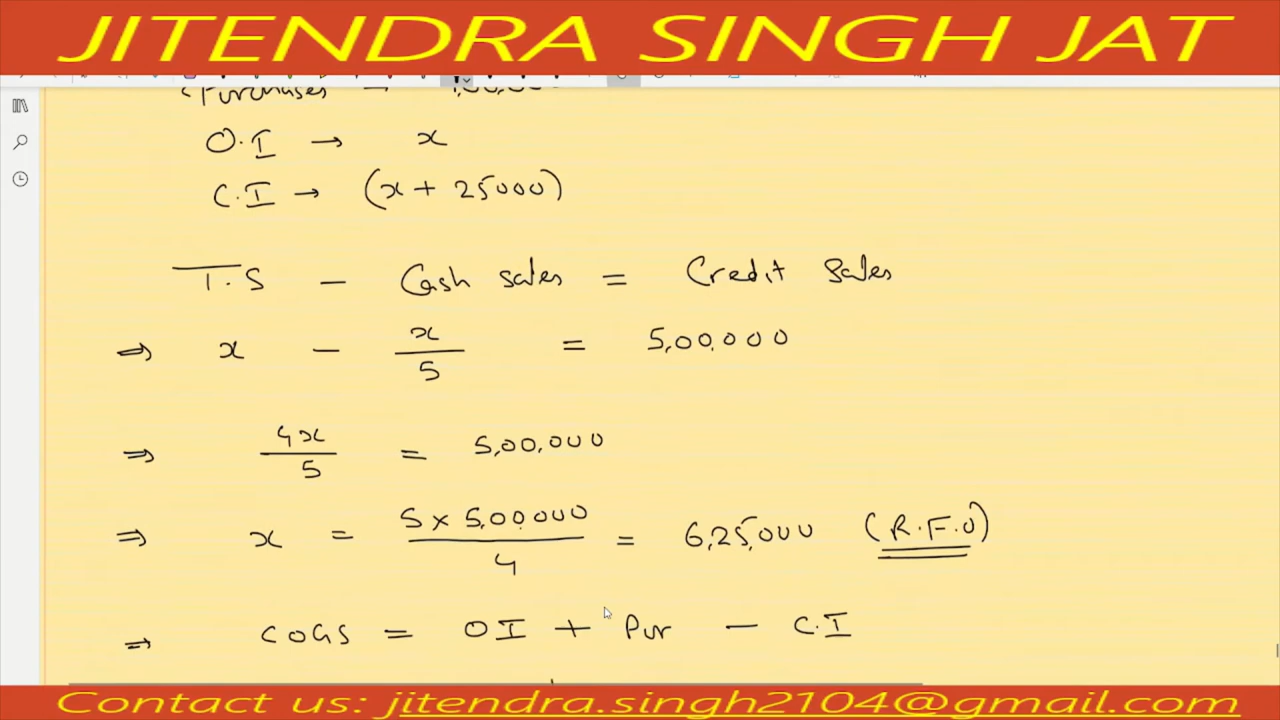 JITENDRA SINGH JAT
Purchases →
O.I → x
C.I → (x + 25000)
T.S - Cash sales = Credit Sales
⇒ x - x/5 = 5,00,000
⇒ 4x/5 = 5,00,000
⇒ x = 5 x 5,00,000/4 = 6,25,000 (R.F.O)
⇒ COGS = OI + Pur - C.I
Contact us: jitendra.singh2104@gmail.com